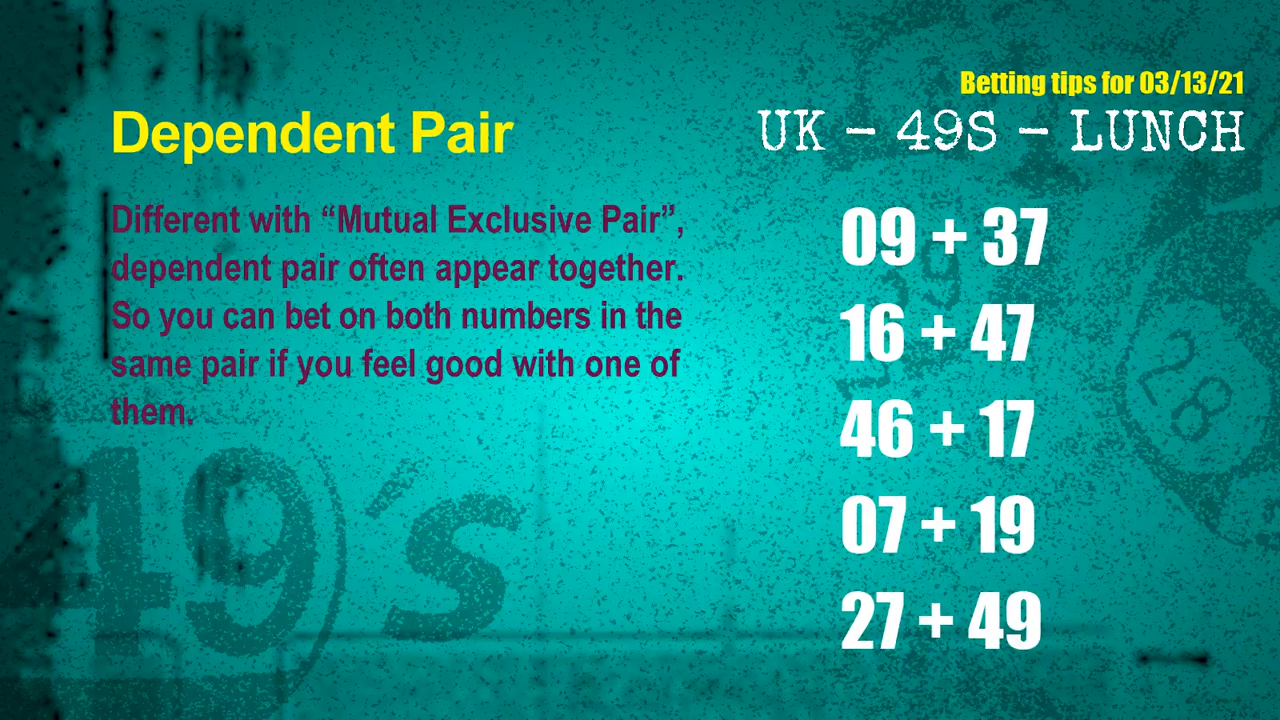 Betting tips for 03/13/21
UK - 49S - LUNCH
Dependent Pair
Different with “Mutual Exclusive Pair”,
dependent pair often appear together.
So you can bet on both numbers in the
same pair if you feel good with one of
them.
09 + 37
16 + 47
46 + 17
07 + 19
27 + 49
49's
28